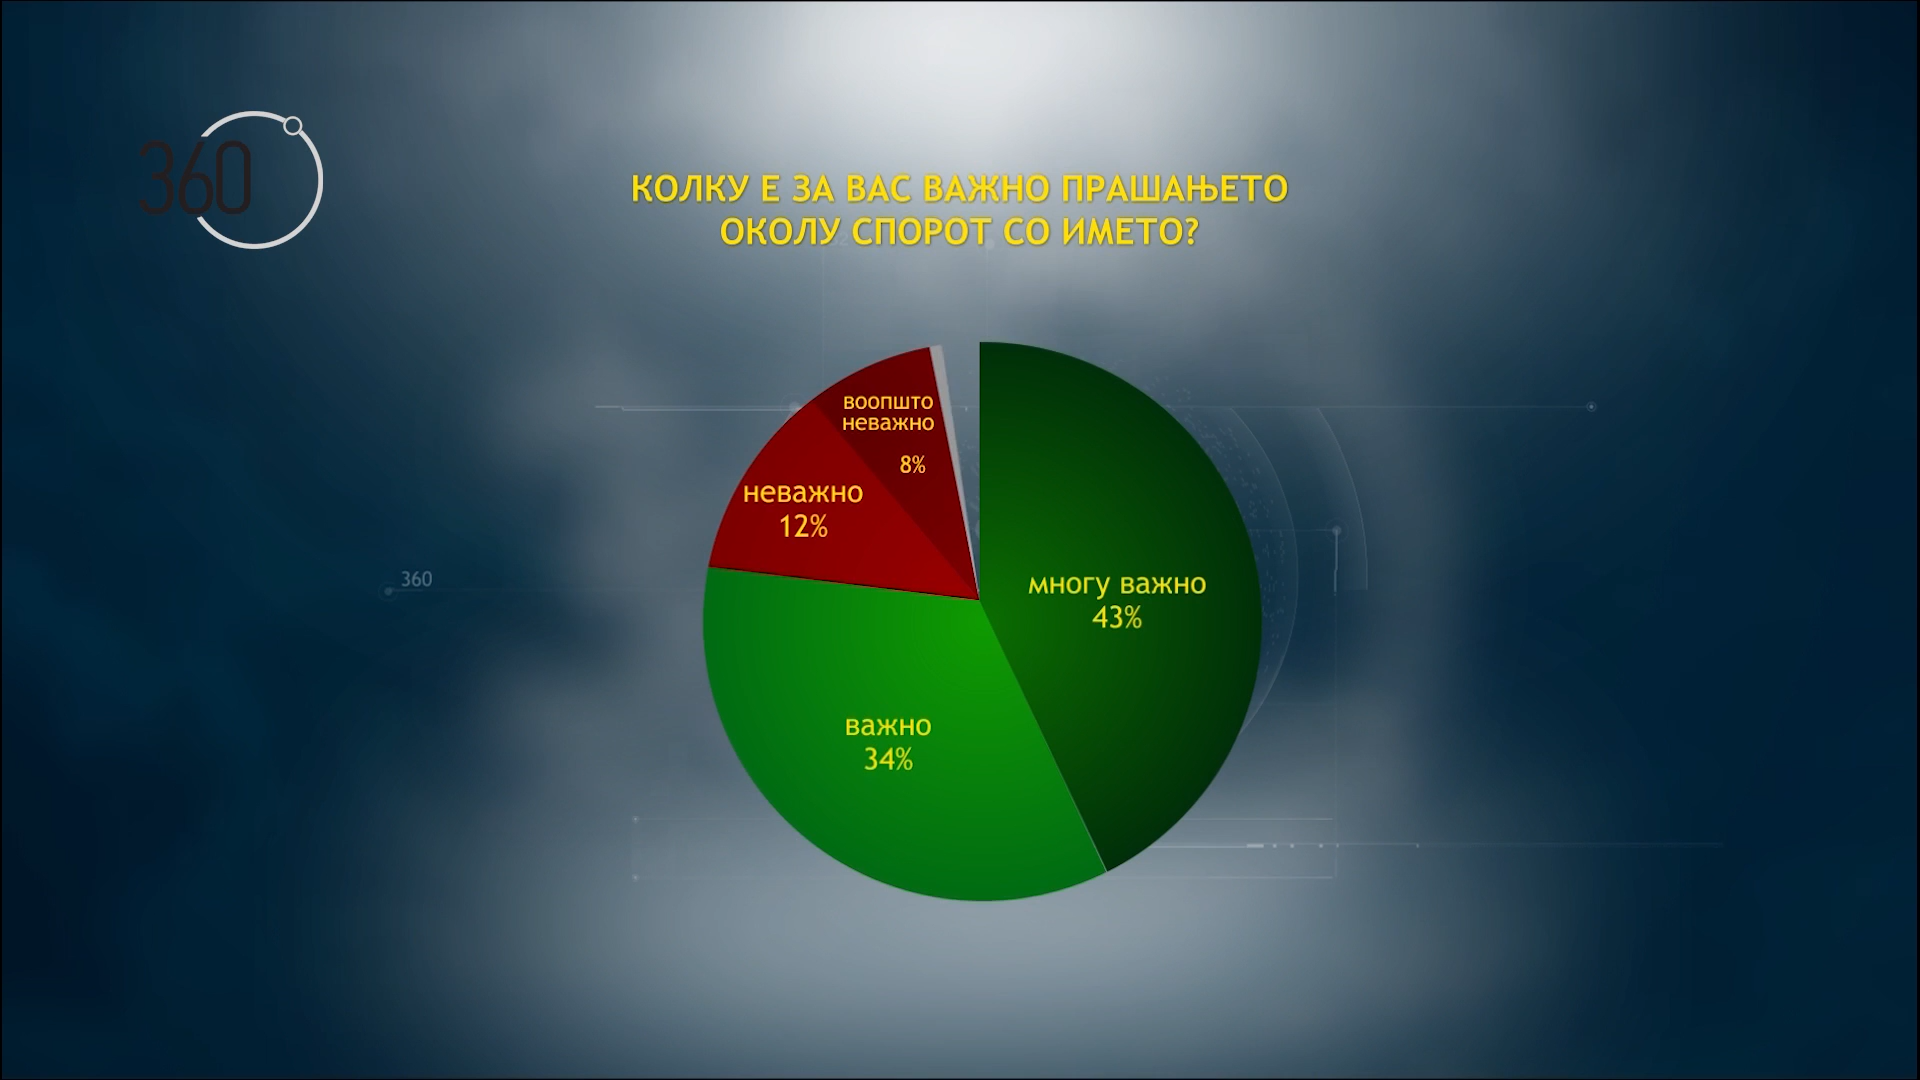 360
КОЛКУ Е ЗА ВАС ВАЖНО ПРАШАЊЕТО
ОКОЛУ СПОРОТ СО ИМЕТО?
воопшто
неважно
8%
неважно
12%
360
многу важно
43%
важно
34%